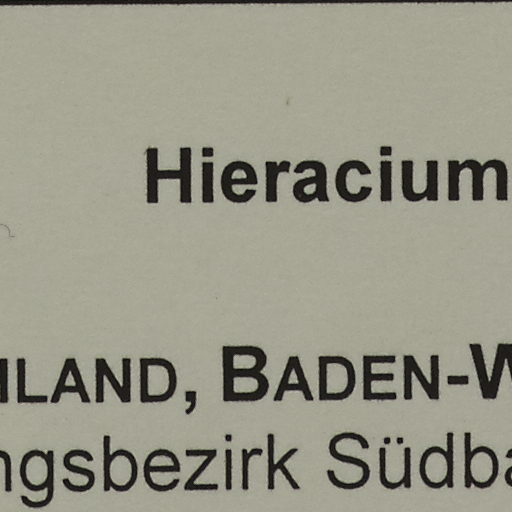 Hieracium
HLAND, BADEN-W
ngsbezirk Südba